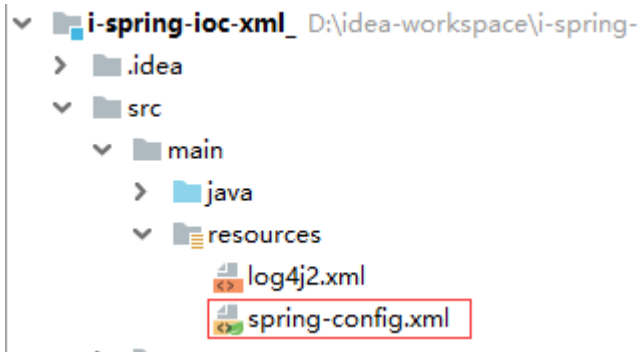 i-spring-ioc-xml_ D:\idea-workspace\i-spring-
.idea
src
main
java
resources
log4j2.xml
spring-config.xml